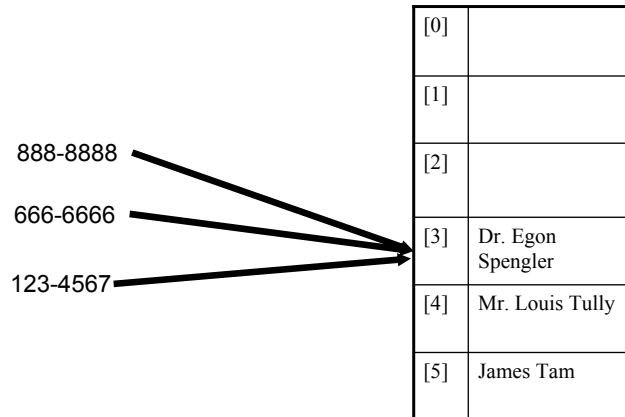 [0]
[1]
[2]
888-8888
666-6666
[3] Dr. Egon
Spengler
123-4567
[4] Mr. Louis Tully
[5] James Tam